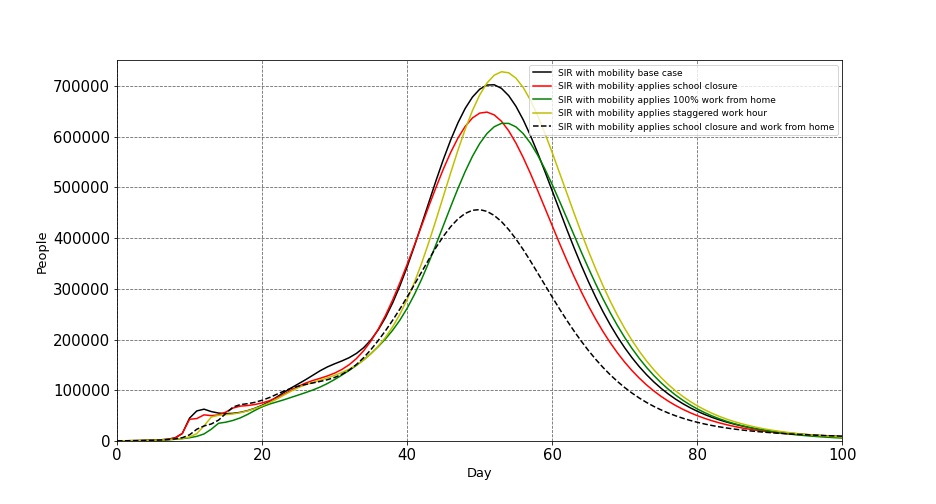 SIR with mobility base case
SIR with mobility applies school closure
SIR with mobility applies 100% work from home
SIR with mobility applies staggered work hour
SIR with mobility applies school closure and work from home
700000
600000
500000
400000
300000
200000
100000
0
People
0 20 40 60 80 100
Day